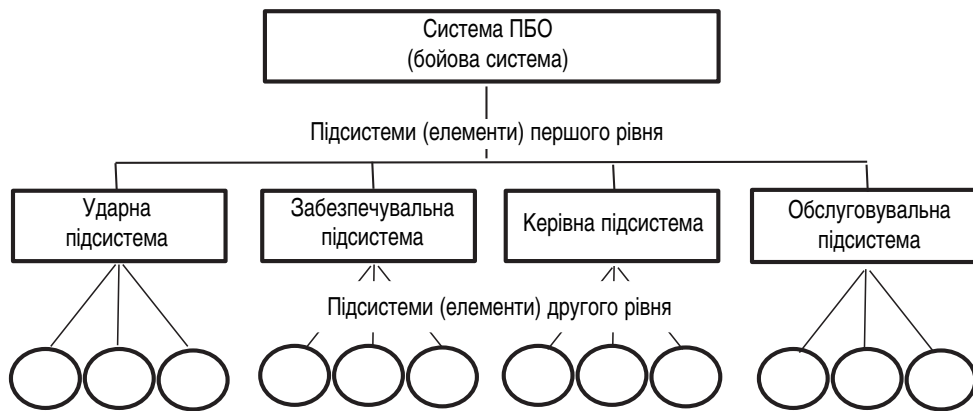 Система ПБО
(бойова система)
Підсистеми (елементи) першого рівня
Ударна
підсистема
Забезпечувальна
підсистема
Керівна підсистема
Обслуговувальна
підсистема
Підсистеми (елементи) другого рівня